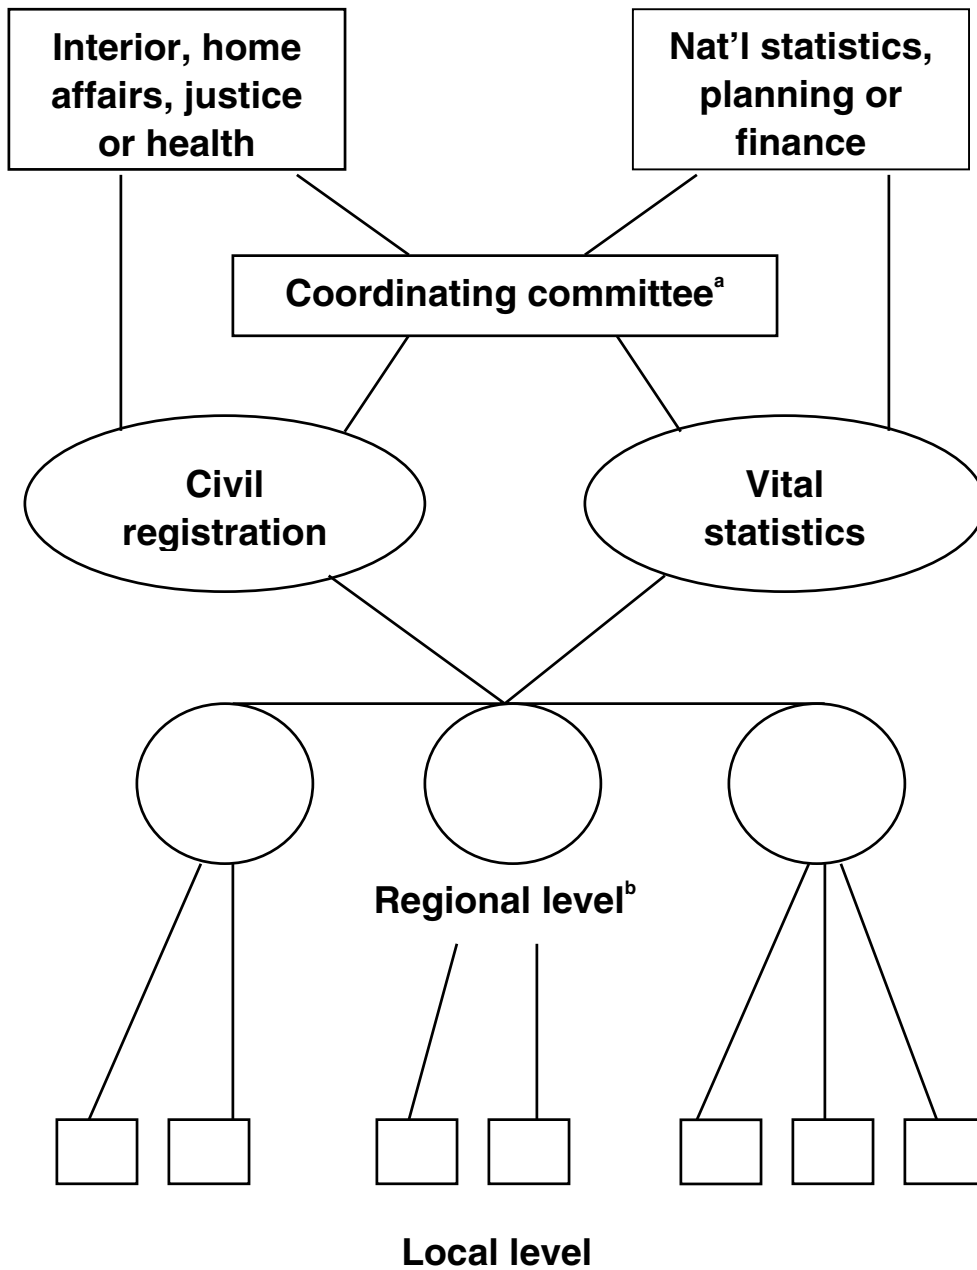 Interior, home
affairs, justice
or health
Nat’l statistics,
planning or
finance
Coordinating committeeᵃ
Civil
registration
Vital
statistics
Regional levelᵇ
Local level